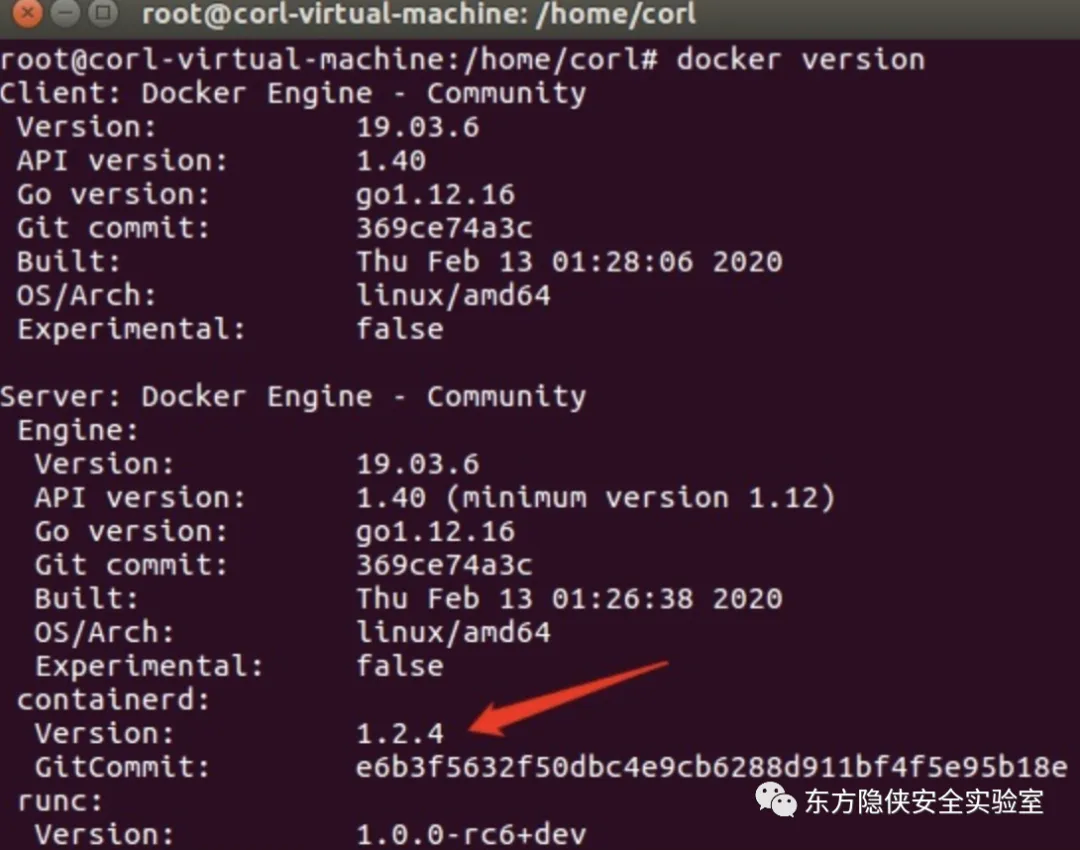 root@corl-virtual-machine: /home/corl
root@corl-virtual-machine:/home/corl# docker version
Client: Docker Engine - Community
 Version:           19.03.6
 API version:       1.40
 Go version:        go1.12.16
 Git commit:        369ce74a3c
 Built:             Thu Feb 13 01:28:06 2020
 OS/Arch:           linux/amd64
 Experimental:      false
Server: Docker Engine - Community
 Engine:
  Version:          19.03.6
  API version:      1.40 (minimum version 1.12)
  Go version:       go1.12.16
  Git commit:       369ce74a3c
  Built:            Thu Feb 13 01:26:38 2020
  OS/Arch:          linux/amd64
  Experimental:     false
 containerd:
  Version:          1.2.4
  GitCommit:        e6b3f5632f50dbc4e9cb6288d911bf4f5e95b18e
 runc:
东方隐侠安全实验室
  Version:          1.0.0-rc6+dev